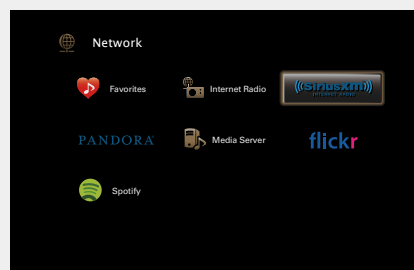 Network
Favorites
Internet Radio
((SiriusXM))
INTERNET RADIO
PANDORA
Media Server
flickr
Spotify